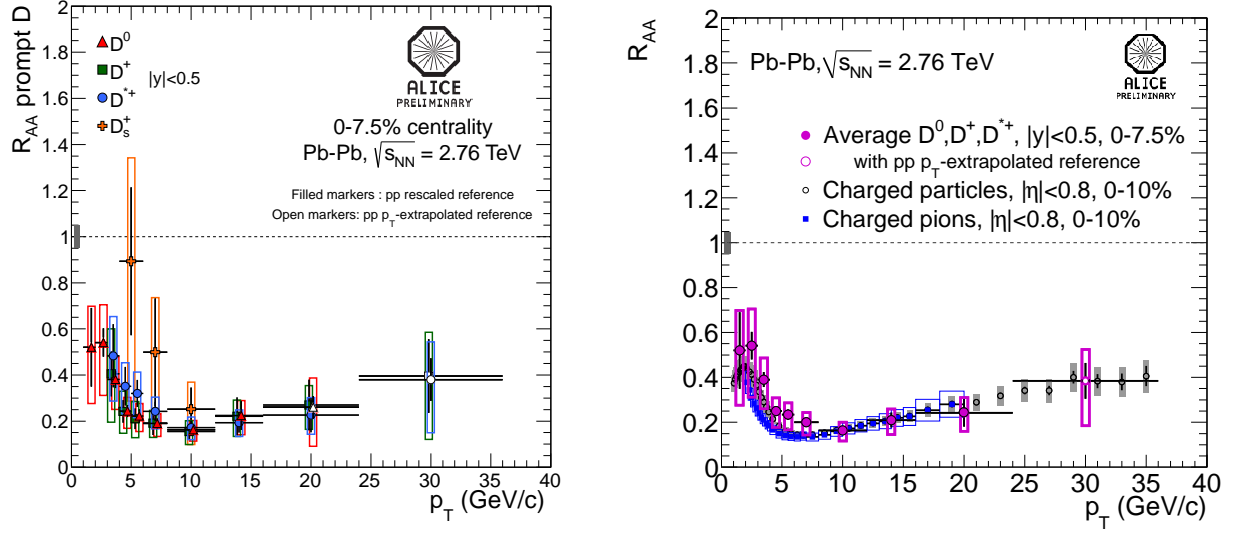 R_AA prompt D
2
1.8
1.6
1.4
1.2
1
0.8
0.6
0.4
0.2
0
D^0
D^+
D^*+
D_s^+
|y|<0.5
ALICE
PRELIMINARY
0-7.5% centrality
Pb-Pb, √s_NN = 2.76 TeV
Filled markers : pp rescaled reference
Open markers: pp p_T-extrapolated reference
0 5 10 15 20 25 30 35 40
p_T (GeV/c)
R_AA
2
1.8
1.6
1.4
1.2
1
0.8
0.6
0.4
0.2
0
Pb-Pb, √s_NN = 2.76 TeV
ALICE
PRELIMINARY
Average D^0,D^+,D^*+, |y|<0.5, 0-7.5%
with pp p_T-extrapolated reference
Charged particles, |η|<0.8, 0-10%
Charged pions, |η|<0.8, 0-10%
0 5 10 15 20 25 30 35 40
p_T (GeV/c)